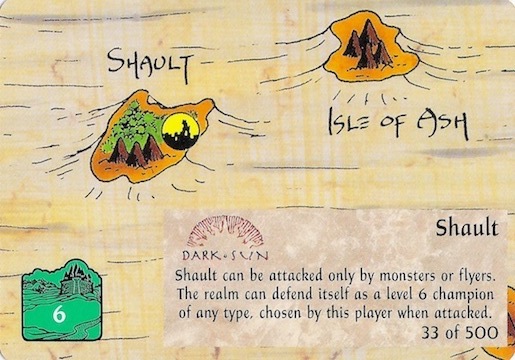 SHAULT
ISLE OF ASH
Shault
DARK SUN
Shault can be attacked only by monsters or flyers.
The realm can defend itself as a level 6 champion
of any type, chosen by this player when attacked.
33 of 500
6